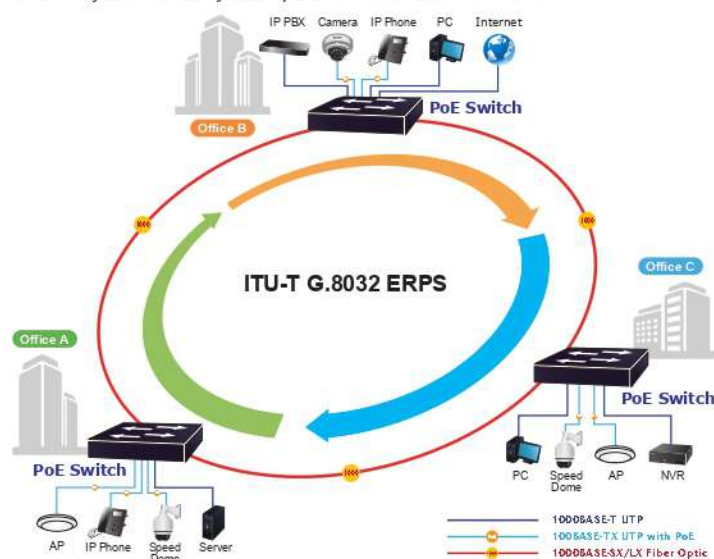 IP PBX Camera IP Phone PC Internet
PoE Switch
Office B
ITU-T G.8032 ERPS
Office C
Office A
PoE Switch
PoE Switch
PC Speed Dome AP NVR
AP IP Phone Speed Dome Server
1000BASE-T UTP
100BASE-TX UTP with PoE
1000BASE-SX/LX Fiber Optic